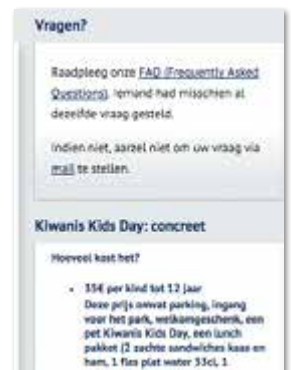 Vragen?
Raadpleeg onze FAQ (Frequently Asked
Questions). Iemand had misschien al
dezelfde vraag gesteld.
Indien niet, aarzel niet om uw vraag via
mail te stellen.
Kiwanis Kids Day: concreet
Hoeveel kost het?
• 35€ per kind tot 12 jaar
Deze prijs omvat parking, ingang
voor het park, welkomgeschenk, een
pet Kiwanis Kids Day, een lunch
pakket (2 zachte sandwiches kaas en
ham, 1 fles plat water 33cl, 1